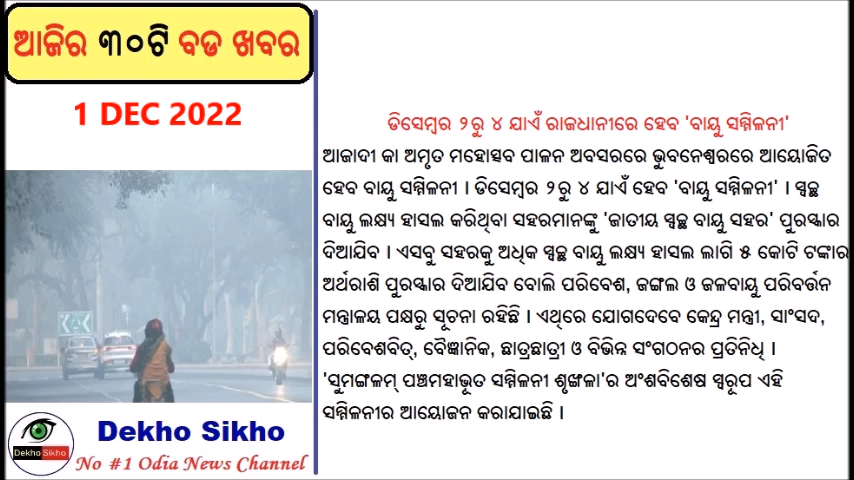 ଆଜିର ୩୦ଟି ବଡ ଖବର
1 DEC 2022
Dekho Sikho
Dekho Sikho
No #1 Odia News Channel
ଡିସେମ୍ବର ୨ରୁ ୪ ଯାଏଁ ରାଜଧାନୀରେ ହେବ 'ବାୟୁ ସମ୍ମିଳନୀ'
ଆଜାଦୀ କା ଅମୃତ ମହୋତ୍ସବ ପାଳନ ଅବସରରେ ଭୁବନେଶ୍ୱରରେ ଆୟୋଜିତ
ହେବ ବାୟୁ ସମ୍ମିଳନୀ । ଡିସେମ୍ବର ୨ରୁ ୪ ଯାଏଁ ହେବ 'ବାୟୁ ସମ୍ମିଳନୀ' । ସ୍ୱଚ୍ଛ
ବାୟୁ ଲକ୍ଷ୍ୟ ହାସଲ କରିଥିବା ସହରମାନଙ୍କୁ 'ଜାତୀୟ ସ୍ୱଚ୍ଛ ବାୟୁ ସହର' ପୁରସ୍କାର
ଦିଆଯିବ । ଏସବୁ ସହରକୁ ଅଧିକ ସ୍ୱଚ୍ଛ ବାୟୁ ଲକ୍ଷ୍ୟ ହାସଲ ଲାଗି ୫ କୋଟି ଟଙ୍କାର
ଅର୍ଥରାଶି ପୁରସ୍କାର ଦିଆଯିବ ବୋଲି ପରିବେଶ, ଜଙ୍ଗଲ ଓ ଜଳବାୟୁ ପରିବର୍ତ୍ତନ
ମନ୍ତ୍ରାଳୟ ପକ୍ଷରୁ ସୂଚନା ରହିଛି । ଏଥିରେ ଯୋଗଦେବେ କେନ୍ଦ୍ର ମନ୍ତ୍ରୀ, ସାଂସଦ,
ପରିବେଶବିତ୍, ବୈଜ୍ଞାନିକ, ଛାତ୍ରଛାତ୍ରୀ ଓ ବିଭିନ୍ନ ସଂଗଠନର ପ୍ରତିନିଧି ।
'ସୁମଙ୍ଗଳମ୍ ପଞ୍ଚମହାଭୂତ ସମ୍ମିଳନୀ ଶୃଙ୍ଖଳା'ର ଅଂଶବିଶେଷ ସ୍ୱରୂପ ଏହି
ସମ୍ମିଳନୀର ଆୟୋଜନ କରାଯାଇଛି ।